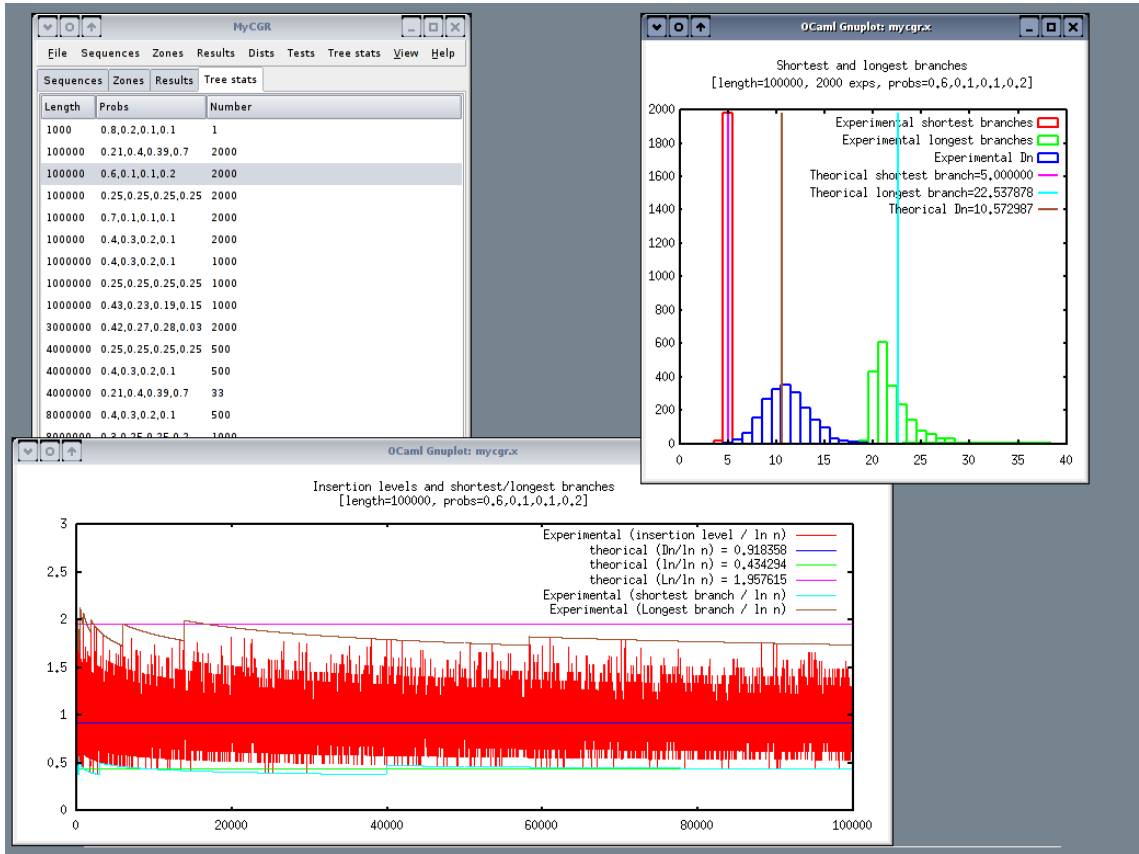 MyCGR
File Sequences Zones Results Dists Tests Tree stats View Help
Sequences Zones Results Tree stats
Length Probs Number
1000 0.8,0.2,0.1,0.1 1
100000 0.21,0.4,0.39,0.7 2000
100000 0.6,0.1,0.1,0.2 2000
100000 0.25,0.25,0.25,0.25 2000
100000 0.7,0.1,0.1,0.1 2000
100000 0.4,0.3,0.2,0.1 2000
1000000 0.4,0.3,0.2,0.1 1000
1000000 0.25,0.25,0.25,0.25 1000
1000000 0.43,0.23,0.19,0.15 1000
3000000 0.42,0.27,0.28,0.03 2000
4000000 0.25,0.25,0.25,0.25 500
4000000 0.4,0.3,0.2,0.1 500
4000000 0.21,0.4,0.39,0.7 33
8000000 0.4,0.3,0.2,0.1 500
OCaml Gnuplot: mycgr.x
Shortest and longest branches
[length=100000, 2000 exps, probs=0.6,0.1,0.1,0.2]
Experimental shortest branches
Experimental longest branches
Experimental Dn
Theorical shortest branch=5.000000
Theorical longest branch=22.537878
Theorical Dn=10.572987
2000
1800
1600
1400
1200
1000
800
600
400
200
0
0 5 10 15 20 25 30 35 40
OCaml Gnuplot: mycgr.x
Insertion levels and shortest/longest branches
[length=100000, probs=0.6,0.1,0.1,0.2]
Experimental (insertion level / ln n)
theorical (Dn/ln n) = 0.918358
theorical (ln/ln n) = 0.434294
theorical (Ln/ln n) = 1.957615
Experimental (shortest branch / ln n)
Experimental (Longest branch / ln n)
3
2.5
2
1.5
1
0.5
0
0 20000 40000 60000 80000 100000